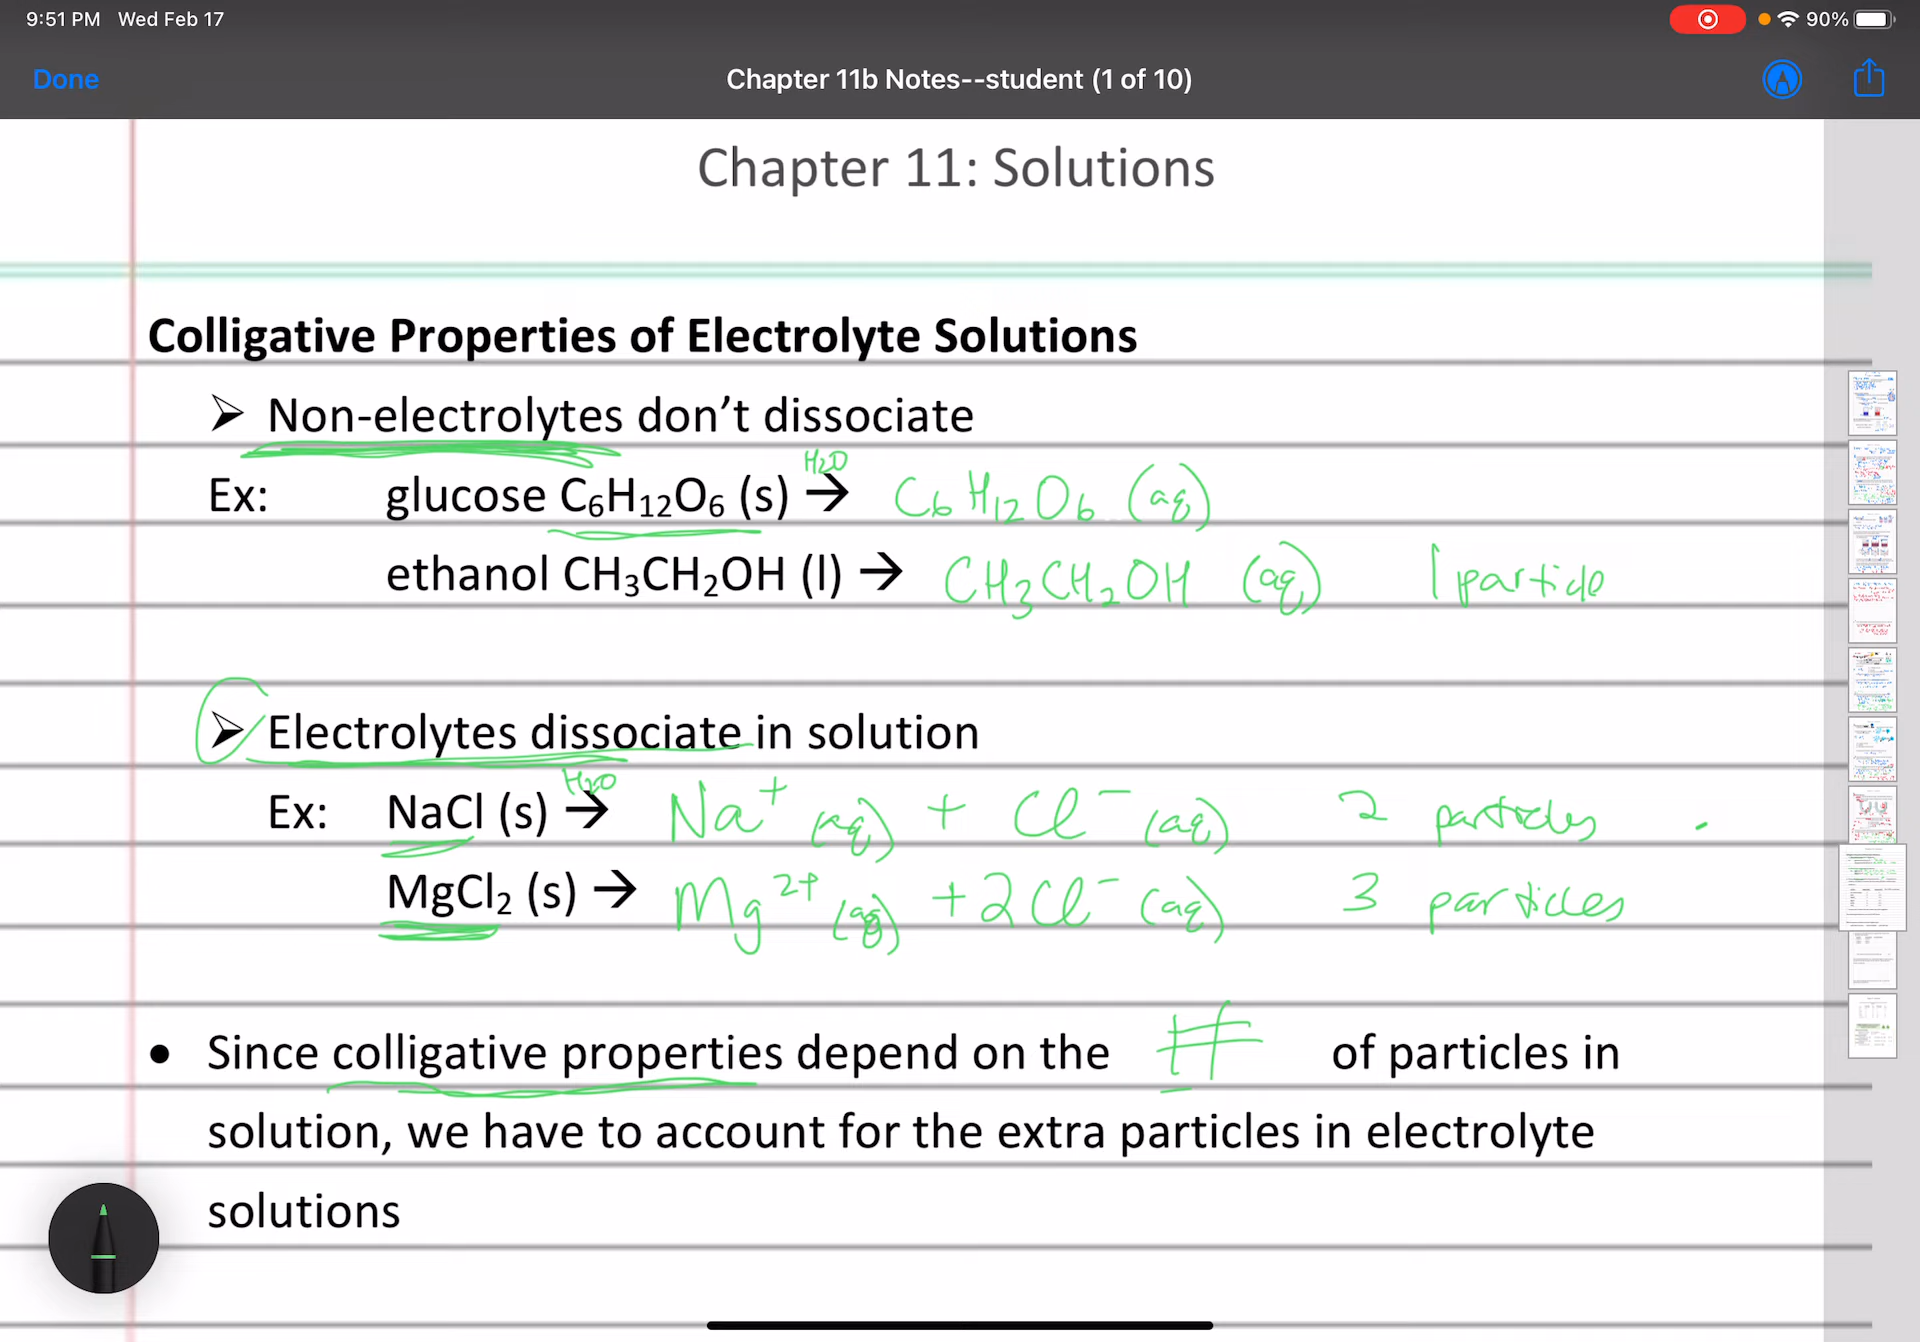 9:51 PM Wed Feb 17 90%
Done Chapter 11b Notes--student (1 of 10)
Chapter 11: Solutions
Colligative Properties of Electrolyte Solutions
➢ Non-electrolytes don’t dissociate
H2O
Ex: glucose C₆H₁₂O₆ (s) → C6 H12 O6 (aq)
ethanol CH₃CH₂OH (l) → CH3CH2OH (aq) 1 particle
➢ Electrolytes dissociate in solution
H2O
Ex: NaCl (s) → Na⁺ (aq) + Cl⁻ (aq) 2 particles
MgCl₂ (s) → Mg²⁺ (aq) + 2Cl⁻ (aq) 3 particles
• Since colligative properties depend on the # of particles in
solution, we have to account for the extra particles in electrolyte
solutions